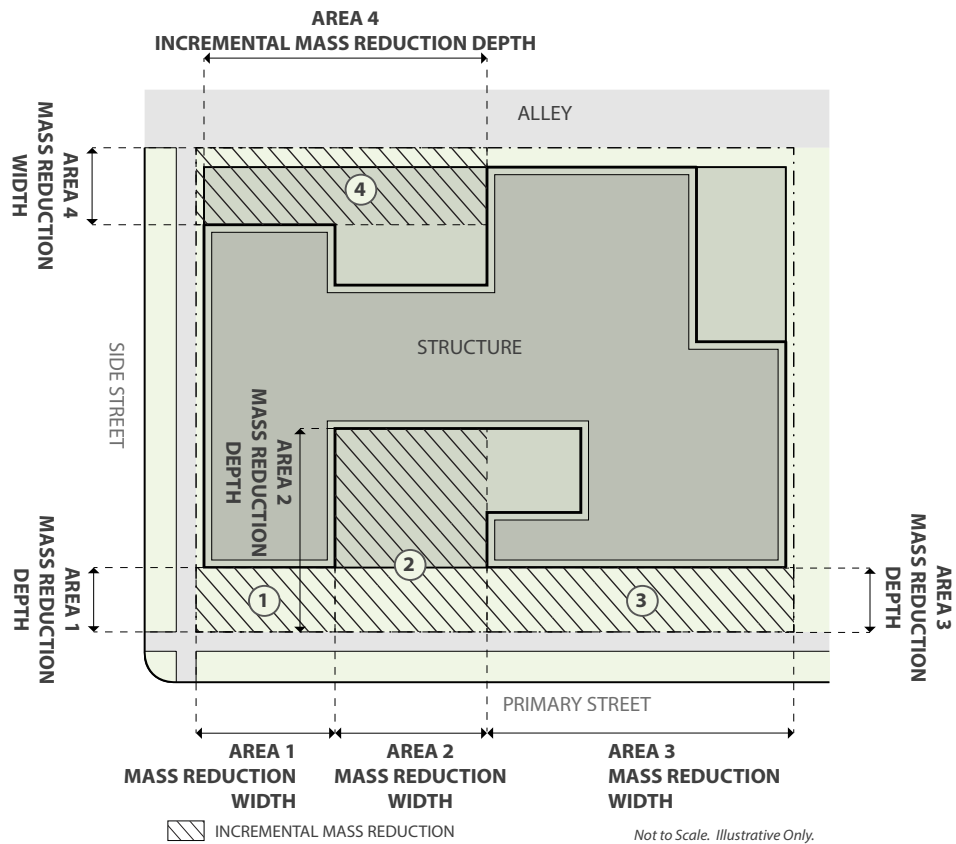 AREA 4
INCREMENTAL MASS REDUCTION DEPTH
ALLEY
AREA 4
MASS REDUCTION
WIDTH
4
STRUCTURE
SIDE STREET
AREA 2
MASS REDUCTION
DEPTH
2
1
3
AREA 1
MASS REDUCTION
DEPTH
AREA 3
MASS REDUCTION
DEPTH
PRIMARY STREET
AREA 1
MASS REDUCTION
WIDTH
AREA 2
MASS REDUCTION
WIDTH
AREA 3
MASS REDUCTION
WIDTH
INCREMENTAL MASS REDUCTION
Not to Scale. Illustrative Only.